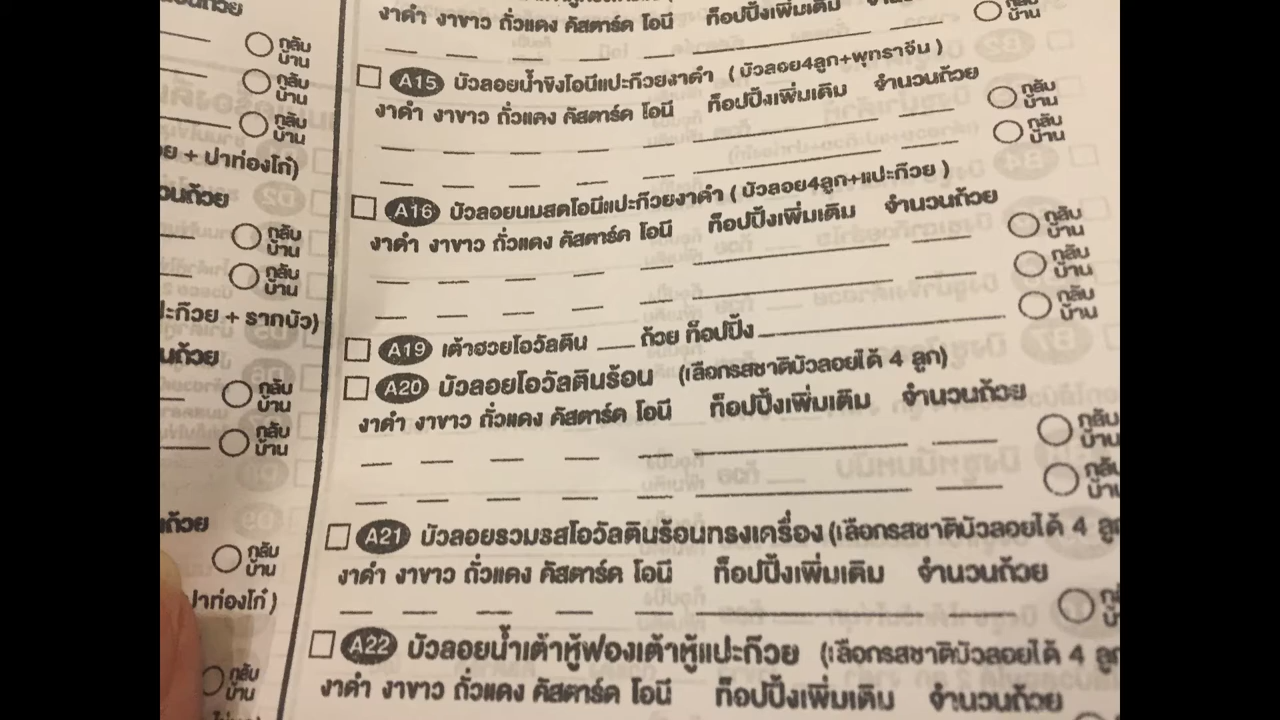 กลับ
บ้าน
กลับ
บ้าน
กลับ
บ้าน
+ ปาท่องโก๋)
กลับ
บ้าน
กลับ
บ้าน
+ รากบัว)
กลับ
บ้าน
กลับ
บ้าน
กลับ
บ้าน
ปาท่องโก๋)
กลับ
บ้าน
งาดำ งาขาว ถั่วแดง คัสตาร์ด โอนี ท็อปปิ้งเพิ่มเติม
บ้าน
A15 บัวลอยน้ำขิงโอนีแปะก๊วยงาดำ (บัวลอย4ลูก+พุทราจีน)
งาดำ งาขาว ถั่วแดง คัสตาร์ด โอนี ท็อปปิ้งเพิ่มเติม จำนวนถ้วย
กลับ
บ้าน
กลับ
บ้าน
A16 บัวลอยนมสดโอนีแปะก๊วยงาดำ (บัวลอย4ลูก+แปะก๊วย)
งาดำ งาขาว ถั่วแดง คัสตาร์ด โอนี ท็อปปิ้งเพิ่มเติม จำนวนถ้วย
กลับ
บ้าน
กลับ
บ้าน
กลับ
บ้าน
A19 เต้าฮวยโอวัลติน ___ ถ้วย ท็อปปิ้ง
A20 บัวลอยโอวัลตินร้อน (เลือกรสชาติบัวลอยได้ 4 ลูก)
งาดำ งาขาว ถั่วแดง คัสตาร์ด โอนี ท็อปปิ้งเพิ่มเติม จำนวนถ้วย
กลับ
บ้าน
กลับ
บ้าน
A21 บัวลอยรวมรสโอวัลตินร้อนทรงเครื่อง (เลือกรสชาติบัวลอยได้ 4
งาดำ งาขาว ถั่วแดง คัสตาร์ด โอนี ท็อปปิ้งเพิ่มเติม จำนวนถ้วย
A22 บัวลอยน้ำเต้าหู้ฟองเต้าหู้แปะก๊วย (เลือกรสชาติบัวลอยได้ 4
งาดำ งาขาว ถั่วแดง คัสตาร์ด โอนี ท็อปปิ้งเพิ่มเติม จำนวนถ้วย